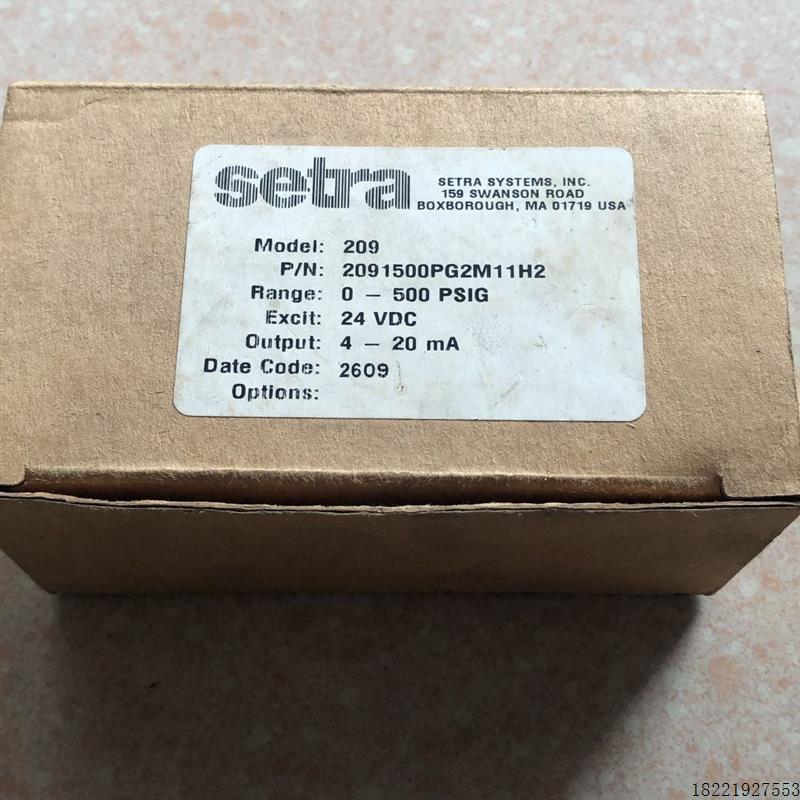 setra
SETRA SYSTEMS, INC.
159 SWANSON ROAD
BOXBOROUGH, MA 01719 USA
Model: 209
P/N: 2091500PG2M11H2
Range: 0 – 500 PSIG
Excit: 24 VDC
Output: 4 – 20 mA
Date Code: 2609
Options:
18221927553